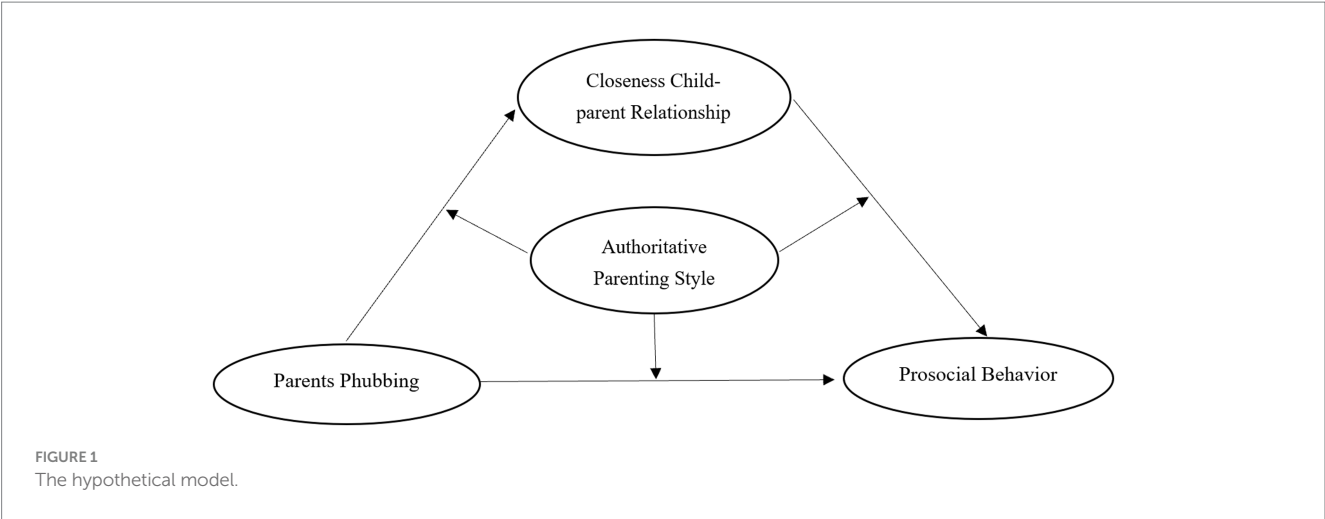 Closeness Child-
parent Relationship
Authoritative
Parenting Style
Parents Phubbing
Prosocial Behavior
FIGURE 1
The hypothetical model.